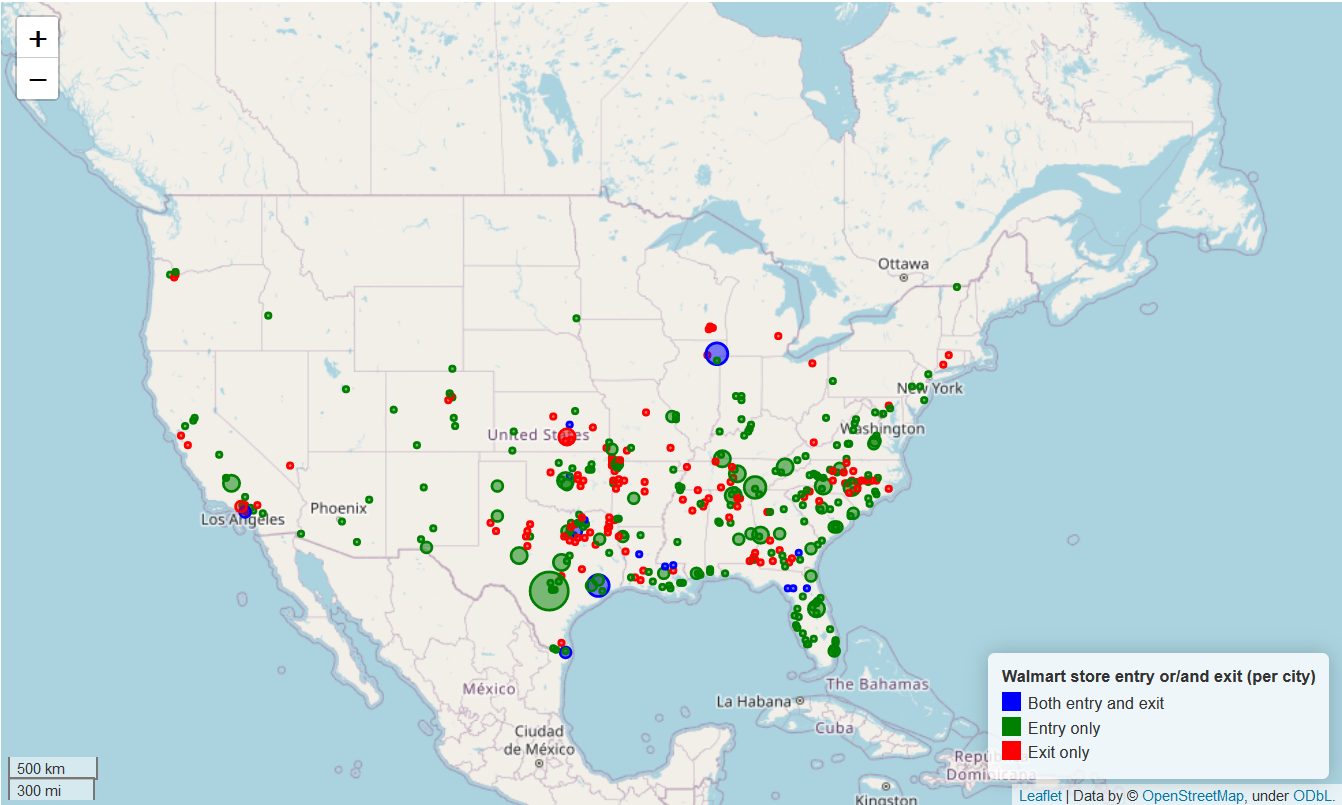 +
−
Ottawa
New York
Washington
United States
Phoenix
Los Angeles
México
La Habana
The Bahamas
Cuba
Ciudad
de México
Dominicana
Kingston
Walmart store entry or/and exit (per city)
Both entry and exit
Entry only
Exit only
500 km
300 mi
Leaflet | Data by © OpenStreetMap, under ODbL.